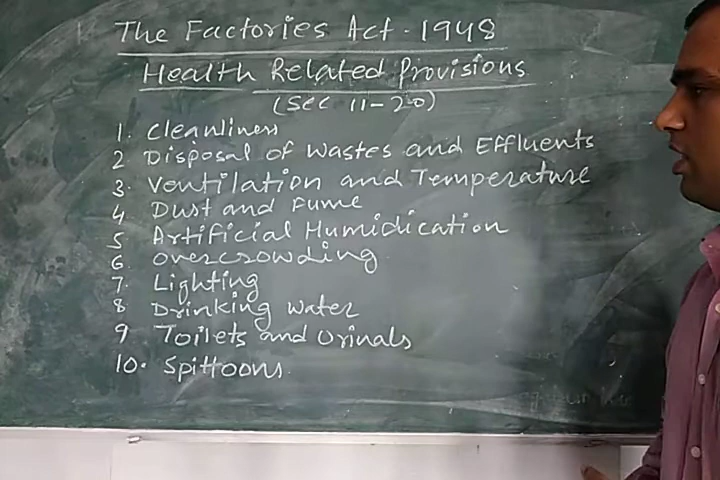 The Factories Act - 1948
Health Related Provisions
(Sec 11-20)
1. Cleanliness
2. Disposal of Wastes and Effluents
3. Ventilation and Temperature
4. Dust and Fume
5 Artificial Humidication
6 Overcrowding
7. Lighting
8 Drinking Water
9 Toilets and Urinals
10. Spittoons.